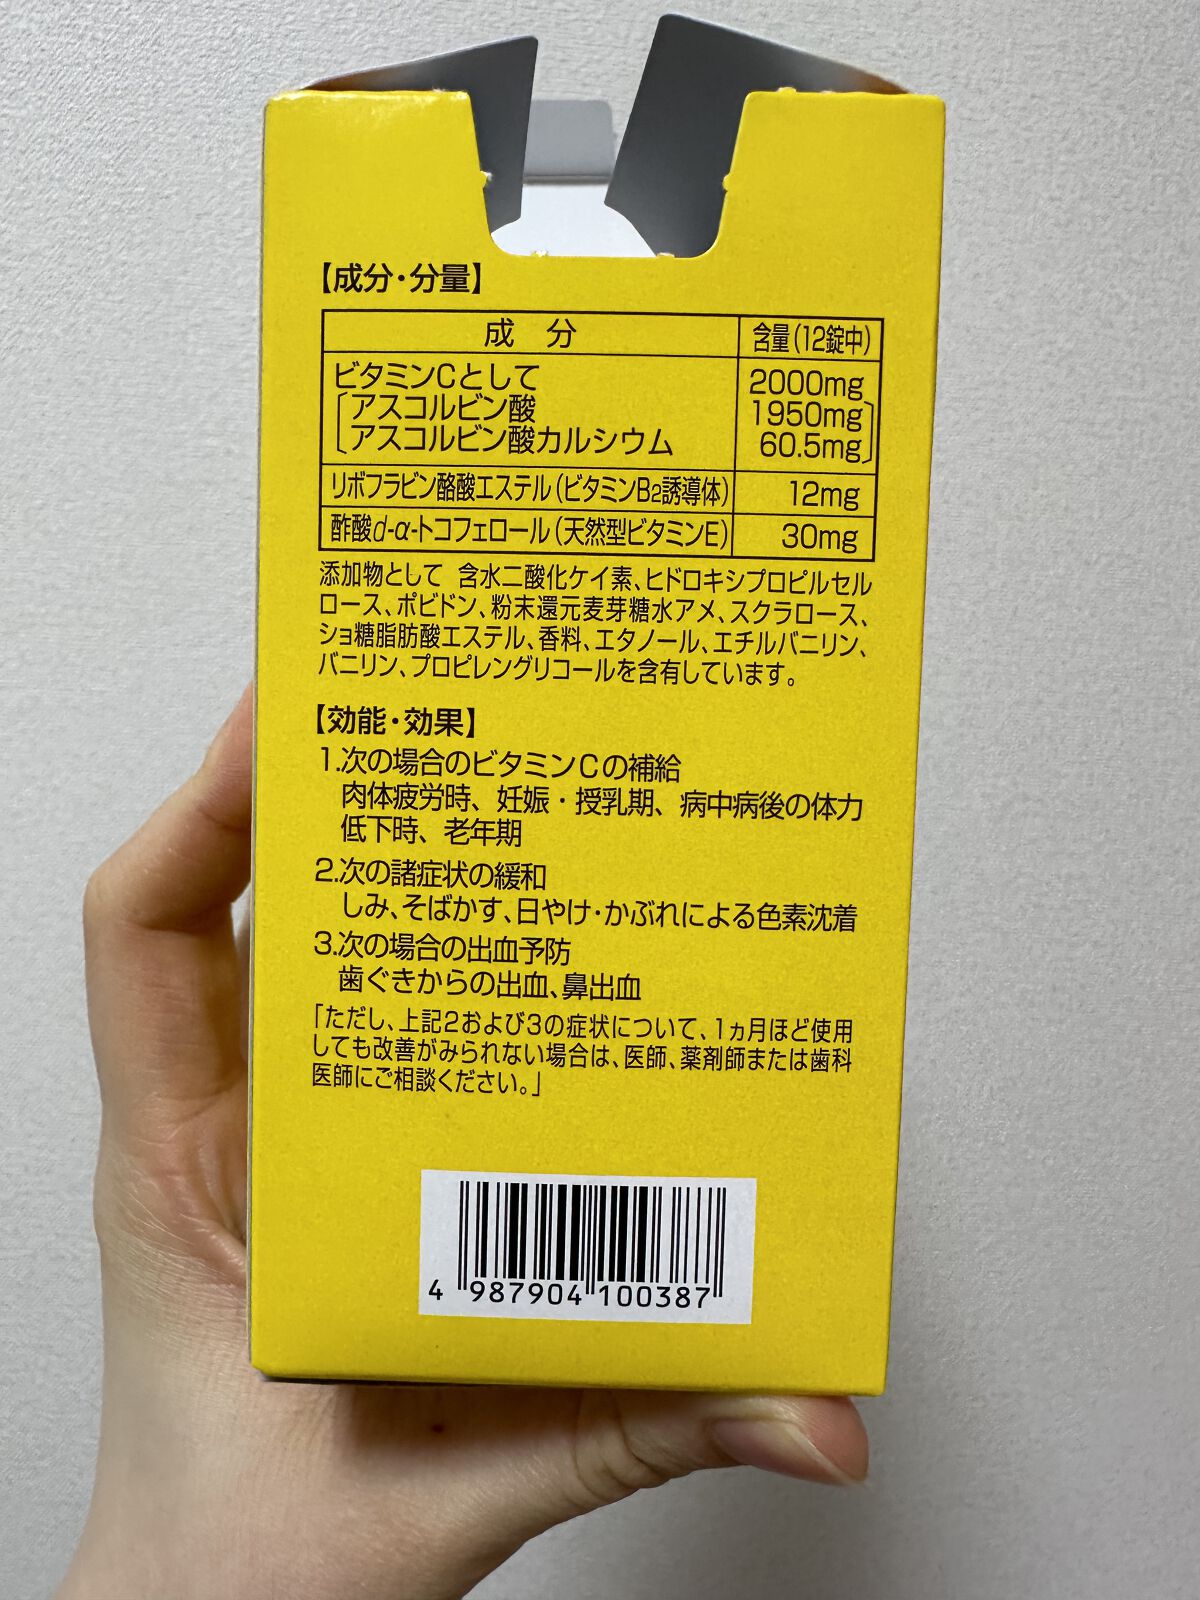 【成分・分量】
成 分 含量(12錠中)
ビタミンCとして 2000mg
アスコルビン酸 1950mg
アスコルビン酸カルシウム 60.5mg
リボフラビン酪酸エステル(ビタミンB2誘導体) 12mg
酢酸d-α-トコフェロール(天然型ビタミンE) 30mg
添加物として 含水二酸化ケイ素、ヒドロキシプロピルセル
ロース、ポビドン、粉末還元麦芽糖水アメ、スクラロース、
ショ糖脂肪酸エステル、香料、エタノール、エチルバニリン、
バニリン、プロピレングリコールを含有しています。
【効能・効果】
1.次の場合のビタミンCの補給
肉体疲労時、妊娠・授乳期、病中病後の体力
低下時、老年期
2.次の諸症状の緩和
しみ、そばかす、日やけ・かぶれによる色素沈着
3.次の場合の出血予防
歯ぐきからの出血、鼻出血
「ただし、上記2および3の症状について、1ヵ月ほど使用
しても改善がみられない場合は、医師、薬剤師または歯科
医師にご相談ください。」
4 987904 100387